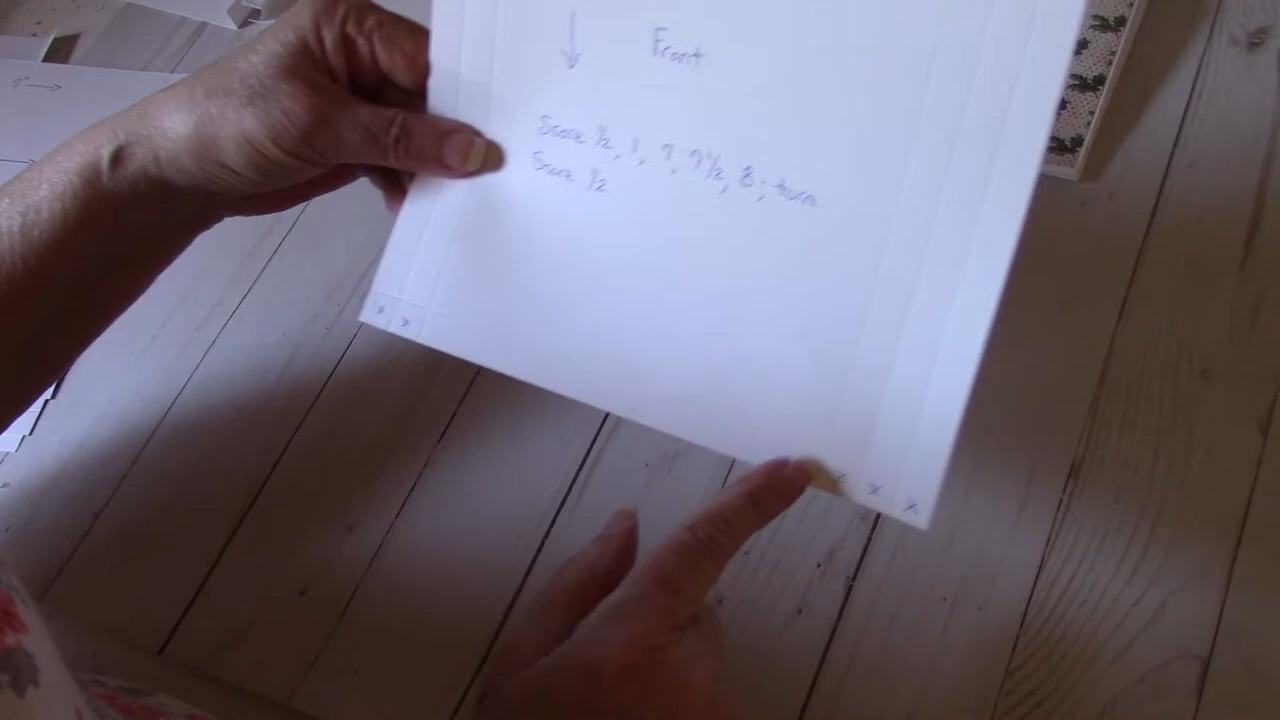 Front
Score ½, 1, 7, 7½, 8; turn
Score ½
x x
x x x